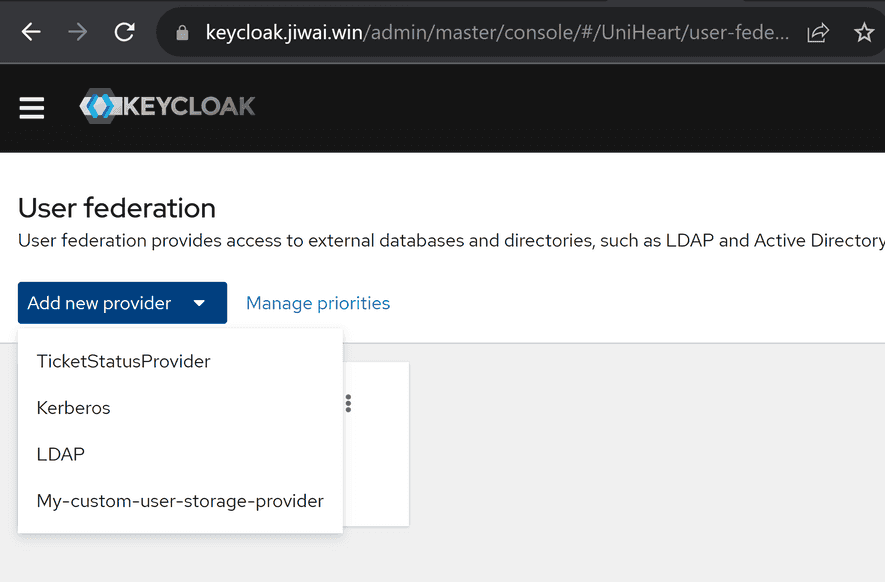 keycloak.jiwai.win/admin/master/console/#/UniHeart/user-fede...
KEYCLOAK
User federation
User federation provides access to external databases and directories, such as LDAP and Active Directory
Add new provider
Manage priorities
TicketStatusProvider
Kerberos
LDAP
My-custom-user-storage-provider